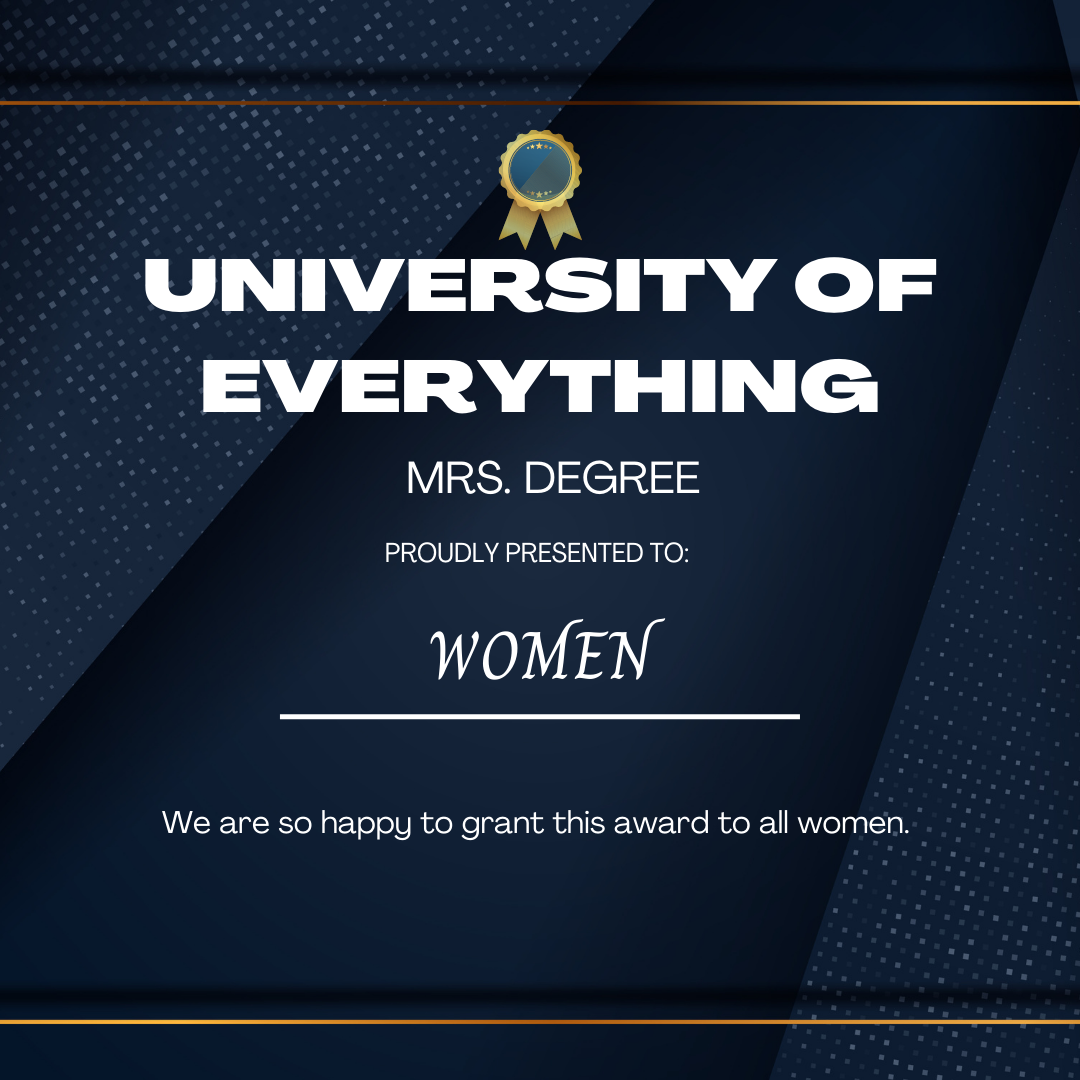 UNIVERSITY OF
EVERYTHING
MRS. DEGREE
PROUDLY PRESENTED TO:
WOMEN
We are so happy to grant this award to all women.